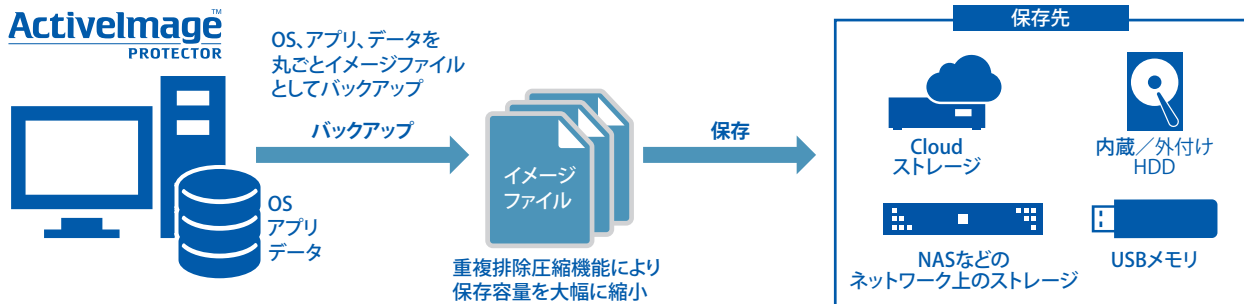 ActiveImage™
PROTECTOR
OS
アプリ
データ
OS、アプリ、データを
丸ごとイメージファイル
としてバックアップ
バックアップ
イメージ
ファイル
重複排除圧縮機能により
保存容量を大幅に縮小
保存
保存先
Cloud
ストレージ
内蔵／外付け
HDD
NASなどの
ネットワーク上のストレージ
USBメモリ